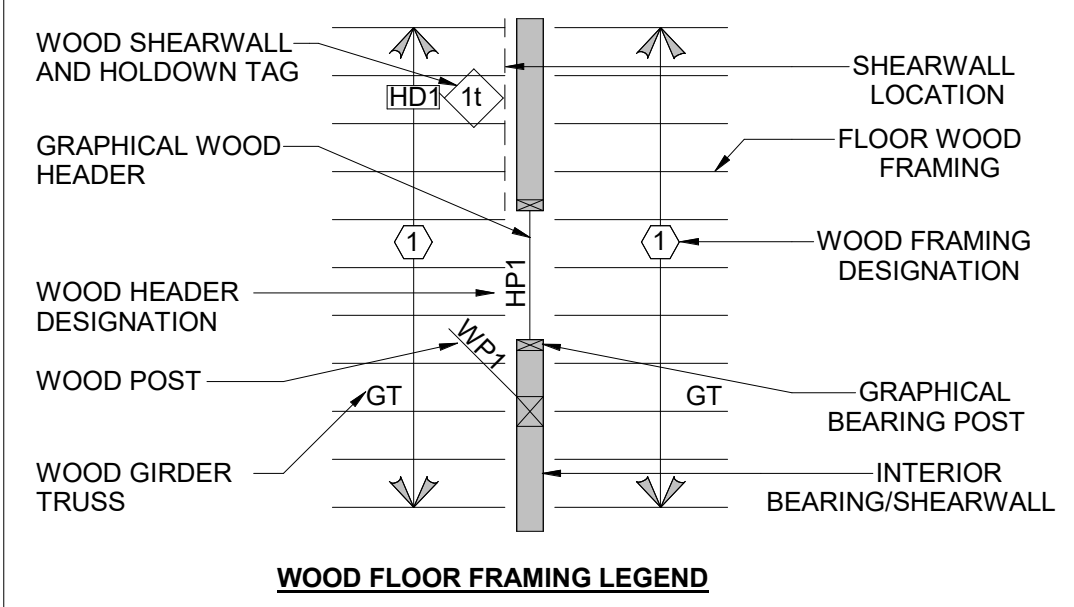 WOOD SHEARWALL
AND HOLDOWN TAG
HD1
1t
SHEARWALL
LOCATION
GRAPHICAL WOOD
HEADER
FLOOR WOOD
FRAMING
1
1
WOOD FRAMING
DESIGNATION
WOOD HEADER
DESIGNATION
HP1
WP1
WOOD POST
GT
GT
GRAPHICAL
BEARING POST
WOOD GIRDER
TRUSS
INTERIOR
BEARING/SHEARWALL
WOOD FLOOR FRAMING LEGEND